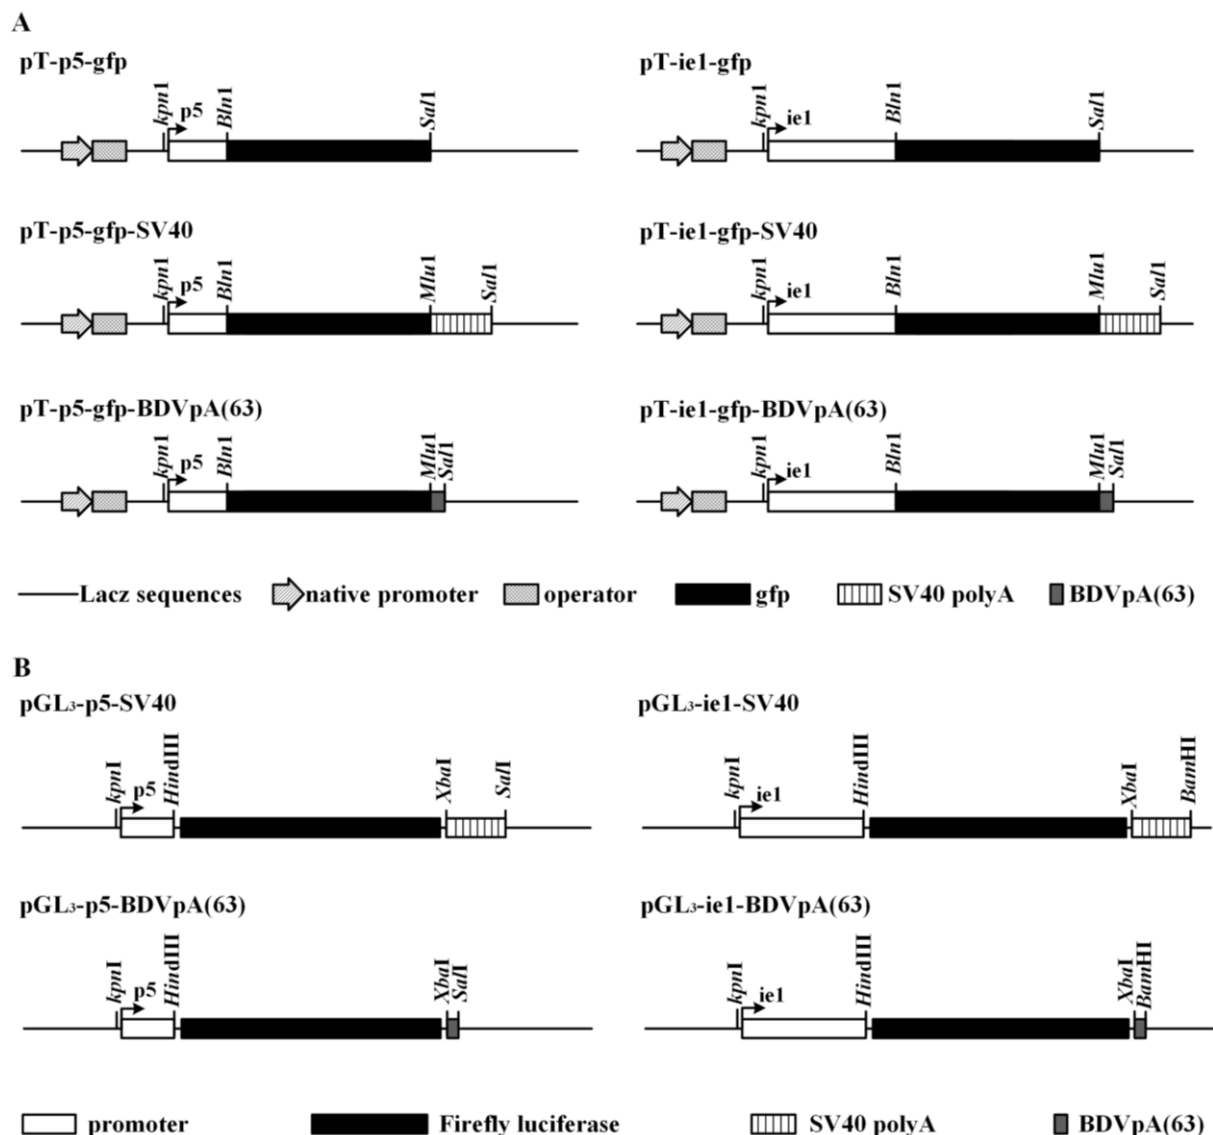 A
pT-p5-gfp
kpn1 p5 Bln1 Sal1
pT-ie1-gfp
kpn1 ie1 Bln1 Sal1
pT-p5-gfp-SV40
kpn1 p5 Bln1 Mlu1 Sal1
pT-ie1-gfp-SV40
kpn1 ie1 Bln1 Mlu1 Sal1
pT-p5-gfp-BDVpA(63)
kpn1 p5 Bln1 Mlu1 Sal1
pT-ie1-gfp-BDVpA(63)
kpn1 ie1 Bln1 Mlu1 Sal1
Lacz sequences native promoter operator gfp SV40 polyA BDVpA(63)
B
pGL3-p5-SV40
kpnI p5 HindIII XbaI SalI
pGL3-ie1-SV40
kpnI ie1 HindIII XbaI BamHI
pGL3-p5-BDVpA(63)
kpnI p5 HindIII XbaI SalI
pGL3-ie1-BDVpA(63)
kpnI ie1 HindIII XbaI BamHI
promoter Firefly luciferase SV40 polyA BDVpA(63)